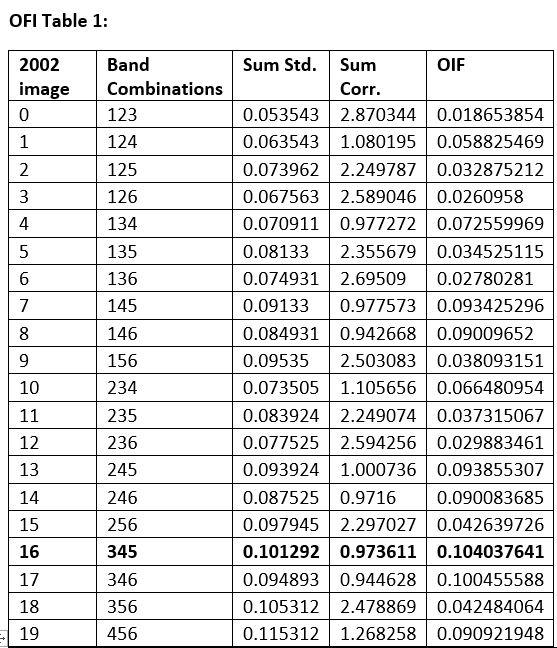 OFI Table 1:
2002 image Band Combinations Sum Std. Sum Corr. OIF
0 123 0.053543 2.870344 0.018653854
1 124 0.063543 1.080195 0.058825469
2 125 0.073962 2.249787 0.032875212
3 126 0.067563 2.589046 0.0260958
4 134 0.070911 0.977272 0.072559969
5 135 0.08133 2.355679 0.034525115
6 136 0.074931 2.69509 0.02780281
7 145 0.09133 0.977573 0.093425296
8 146 0.084931 0.942668 0.09009652
9 156 0.09535 2.503083 0.038093151
10 234 0.073505 1.105656 0.066480954
11 235 0.083924 2.249074 0.037315067
12 236 0.077525 2.594256 0.029883461
13 245 0.093924 1.000736 0.093855307
14 246 0.087525 0.9716 0.090083685
15 256 0.097945 2.297027 0.042639726
16 345 0.101292 0.973611 0.104037641
17 346 0.094893 0.944628 0.100455588
18 356 0.105312 2.478869 0.042484064
19 456 0.115312 1.268258 0.090921948